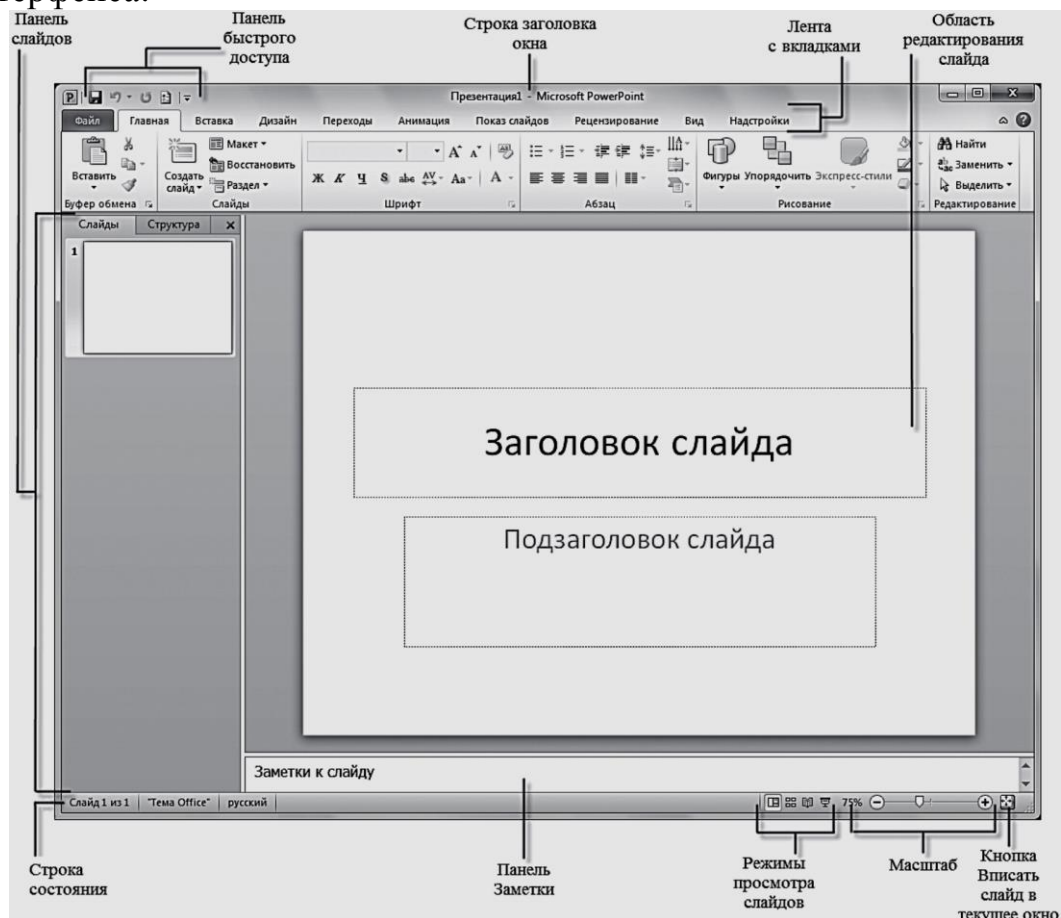 терфейса.
Панель
слайдов
Панель
быстрого
доступа
Строка заголовка
окна
Лента
с вкладками
Область
редактирования
слайда
Презентация1 - Microsoft PowerPoint
Файл Главная Вставка Дизайн Переходы Анимация Показ слайдов Рецензирование Вид Надстройки
Вставить
Буфер обмена
Создать
слайд
Макет
Восстановить
Раздел
Слайды
Ж К Ч S abc AV Aa A
Шрифт
Абзац
Фигуры Упорядочить Экспресс-стили
Рисование
Найти
Заменить
Выделить
Редактирование
Слайды Структура
1
Заголовок слайда
Подзаголовок слайда
Заметки к слайду
Слайд 1 из 1 "Тема Office" русский
75%
Строка
состояния
Панель
Заметки
Режимы
просмотра
слайдов
Масштаб
Кнопка
Вписать
слайд в
текущее окно